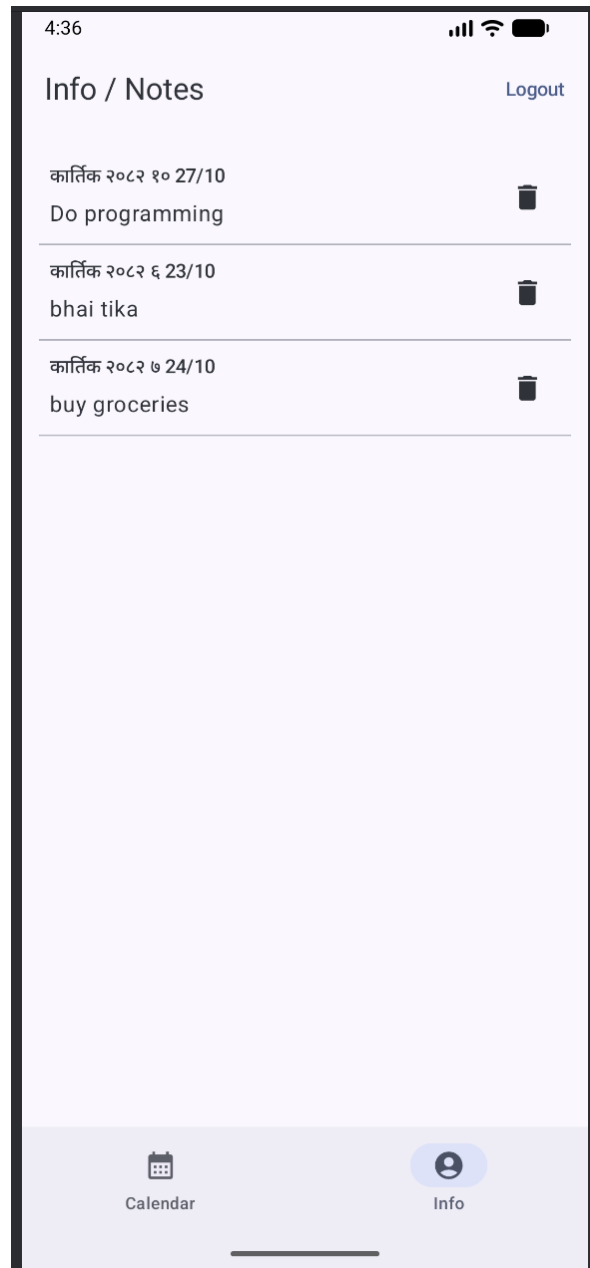 4:36
Info / Notes
Logout
कार्तिक २०८२ १० 27/10
Do programming
कार्तिक २०८२ ६ 23/10
bhai tika
कार्तिक २०८२ ७ 24/10
buy groceries
Calendar
Info